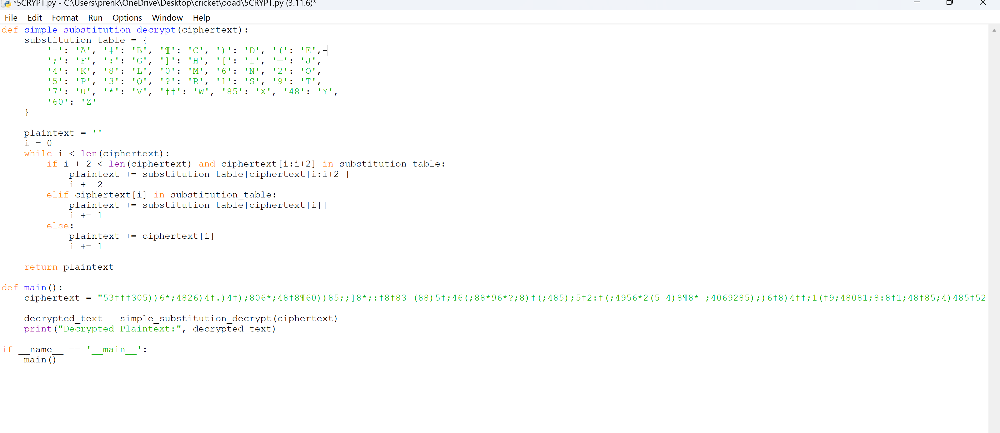 *5CRYPT.py - C:\Users\prenk\OneDrive\Desktop\cricket\ooad\5CRYPT.py (3.11.6)*
File Edit Format Run Options Window Help
def simple_substitution_decrypt(ciphertext):
    substitution_table = {
        '†': 'A', '‡': 'B', '¶': 'C', ')': 'D', '(': 'E',-
        ';': 'F', ':': 'G', ']': 'H', '[': 'I', '—': 'J',
        '4': 'K', '8': 'L', '0': 'M', '6': 'N', '2': 'O',
        '5': 'P', '3': 'Q', '?': 'R', '1': 'S', '9': 'T',
        '7': 'U', '*': 'V', '‡‡': 'W', '85': 'X', '48': 'Y',
        '60': 'Z'
    }
    plaintext = ''
    i = 0
    while i < len(ciphertext):
        if i + 2 < len(ciphertext) and ciphertext[i:i+2] in substitution_table:
            plaintext += substitution_table[ciphertext[i:i+2]]
            i += 2
        elif ciphertext[i] in substitution_table:
            plaintext += substitution_table[ciphertext[i]]
            i += 1
        else:
            plaintext += ciphertext[i]
            i += 1
    return plaintext
def main():
    ciphertext = "53‡‡†305))6*;4826)4‡.)4‡);806*;48†8¶60))85;;]8*;:‡8†83 (88)5†;46(;88*96*?;8)‡(;485);5†2:‡(;4956*2(5—4)8¶8* ;4069285);)6†8)4‡‡;1(‡9;48081;8:8‡1;48†85;4)485†52
    decrypted_text = simple_substitution_decrypt(ciphertext)
    print("Decrypted Plaintext:", decrypted_text)
if __name__ == '__main__':
    main()